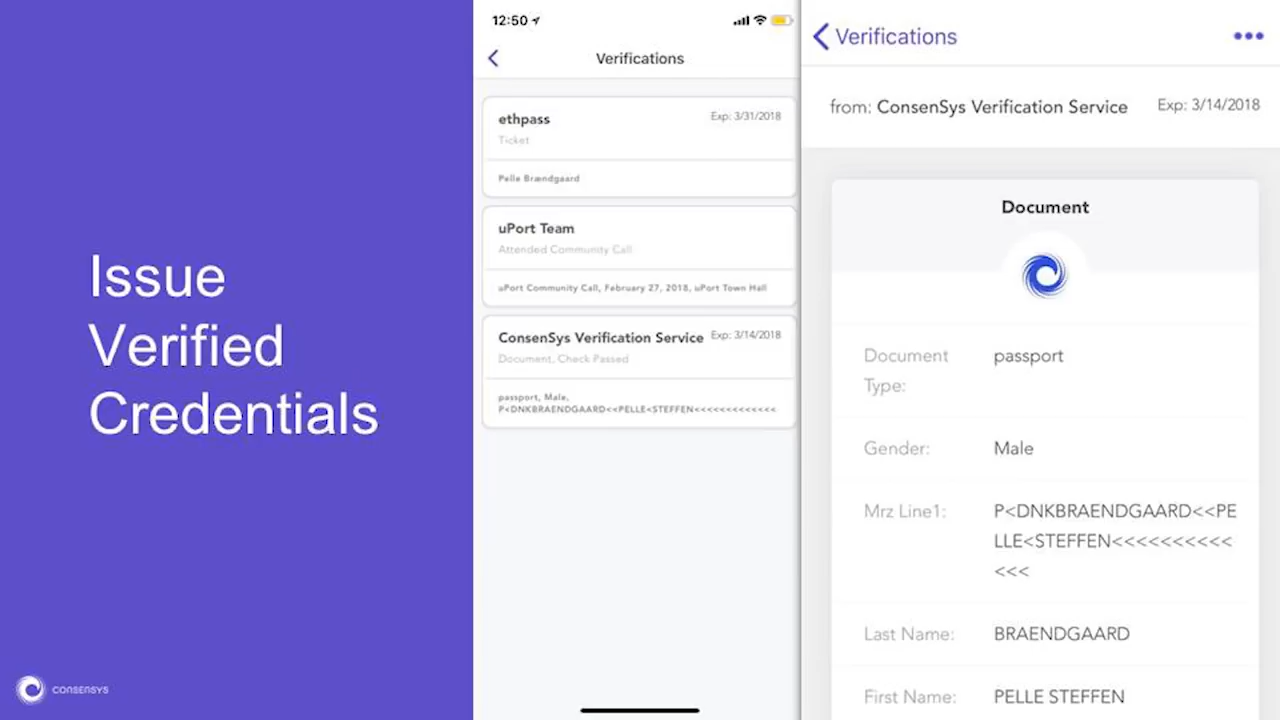 Issue
Verified
Credentials
CONSENSYS
12:50
Verifications
ethpass
Exp: 3/31/2018
Ticket
Pelle Brændgaard
uPort Team
Attended Community Call
uPort Community Call, February 27, 2018, uPort Town Hall
ConsenSys Verification Service
Exp: 3/14/2018
Document, Check Passed
passport, Male,
P<DNKBRAENDGAARD<<PELLE<STEFFEN<<<<<<<<<<<<<
Verifications
from: ConsenSys Verification Service
Exp: 3/14/2018
Document
Document
Type:
passport
Gender:
Male
Mrz Line1:
P<DNKBRAENDGAARD<<PE
LLE<STEFFEN<<<<<<<<<<
<<<
Last Name:
BRAENDGAARD
First Name:
PELLE STEFFEN